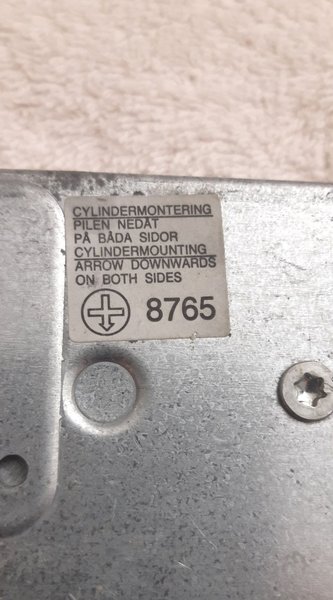 CYLINDERMONTERING
PILEN NEDÅT
PÅ BÅDA SIDOR
CYLINDERMOUNTING
ARROW DOWNWARDS
ON BOTH SIDES
8765